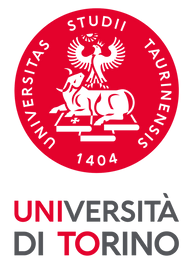 UNIVERSITAS STUDII TAURINENSIS
1404
UNIVERSITÀ
DI TORINO